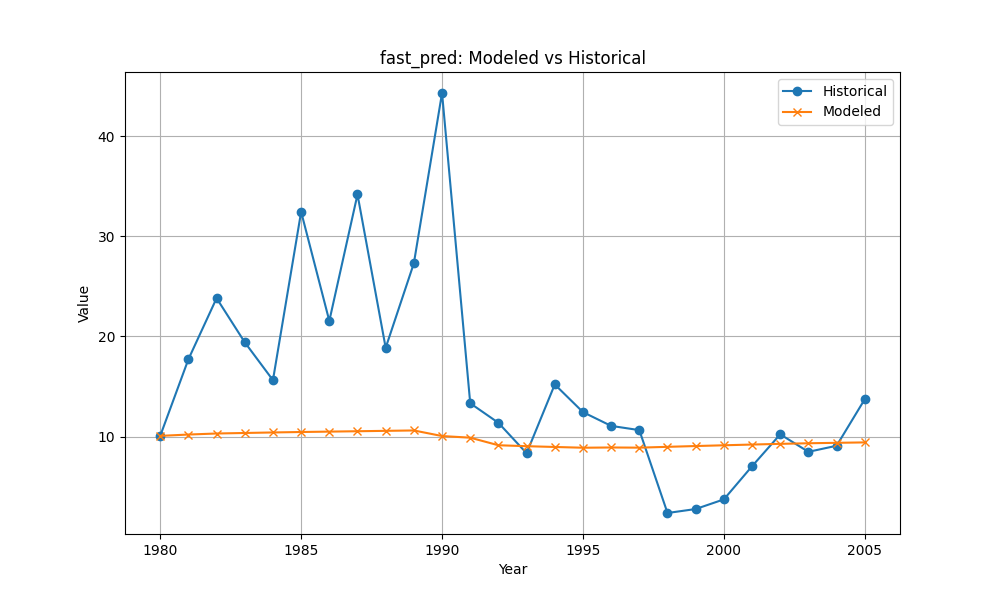 fast_pred: Modeled vs Historical
Historical
Modeled
Value
40
30
20
10
1980
1985
1990
1995
2000
2005
Year